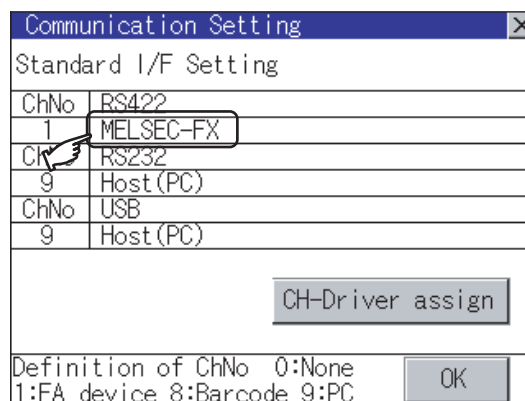 Communication Setting
Standard I/F Setting
ChNo RS422
1 MELSEC-FX
ChNo RS232
9 Host(PC)
ChNo USB
9 Host(PC)
CH-Driver assign
Definition of ChNo 0:None
1:FA device 8:Barcode 9:PC
OK